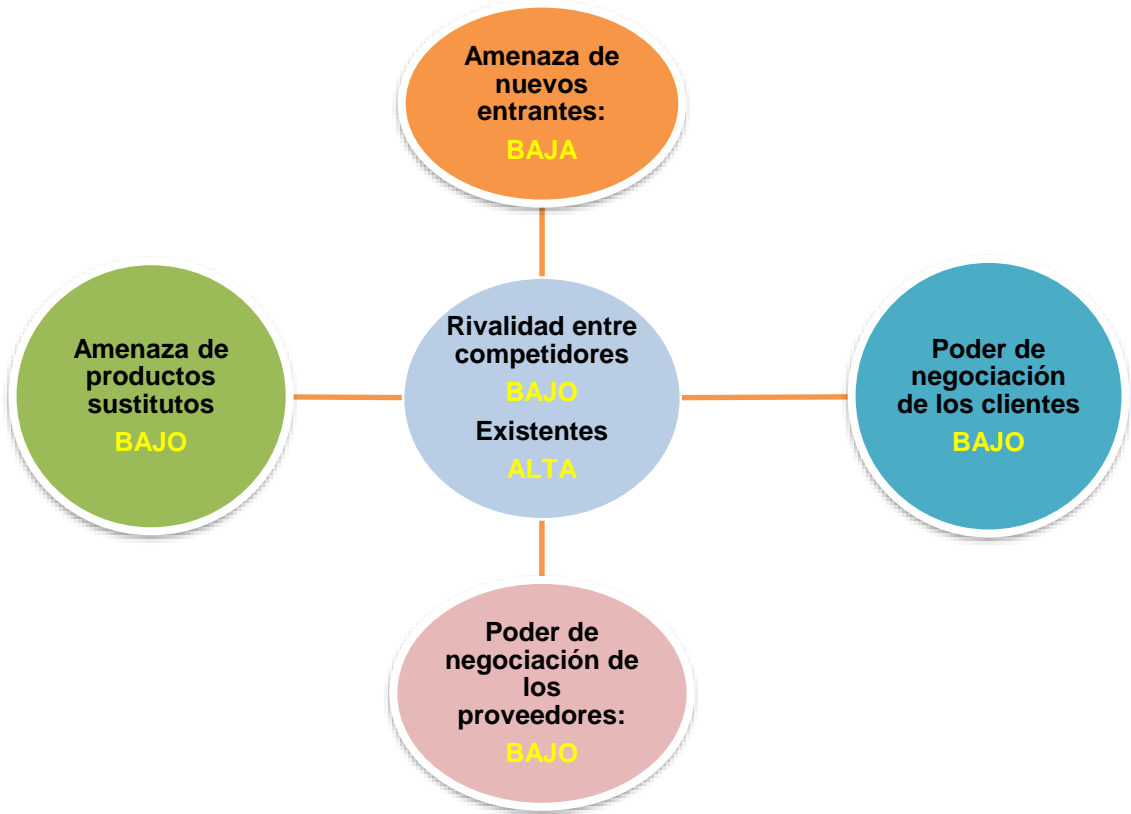 Amenaza de
nuevos
entrantes:
BAJA
Amenaza de
productos
sustitutos
BAJO
Rivalidad entre
competidores
BAJO
Existentes
ALTA
Poder de
negociación
de los clientes
BAJO
Poder de
negociación de
los
proveedores:
BAJO